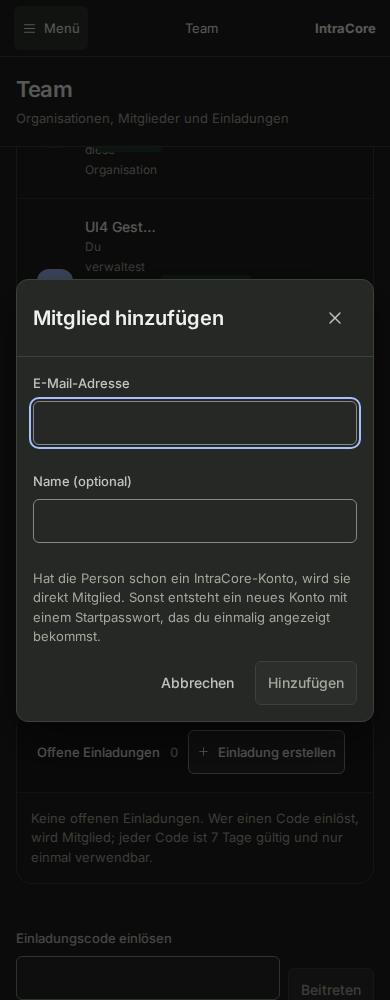 Menü
Team
IntraCore
Team
Organisationen, Mitglieder und Einladungen
diese
Organisation
UI4 Gest...
Du
verwaltest
Mitglied hinzufügen
E-Mail-Adresse
Name (optional)
Hat die Person schon ein IntraCore-Konto, wird sie
direkt Mitglied. Sonst entsteht ein neues Konto mit
einem Startpasswort, das du einmalig angezeigt
bekommst.
Abbrechen
Hinzufügen
Offene Einladungen 0
Einladung erstellen
Keine offenen Einladungen. Wer einen Code einlöst,
wird Mitglied; jeder Code ist 7 Tage gültig und nur
einmal verwendbar.
Einladungscode einlösen
Beitreten